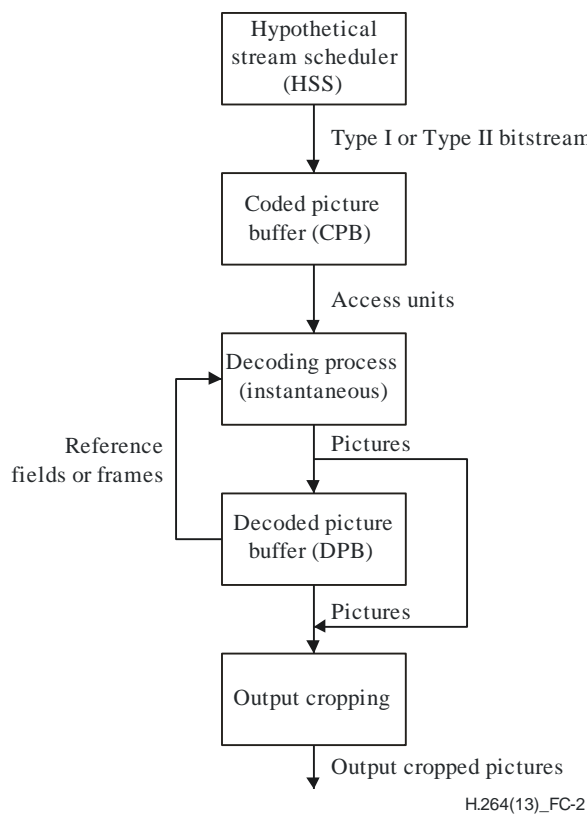 Hypothetical
stream scheduler
(HSS)
Type I or Type II bitstream
Coded picture
buffer (CPB)
Access units
Decoding process
(instantaneous)
Reference
fields or frames
Pictures
Decoded picture
buffer (DPB)
Pictures
Output cropping
Output cropped pictures
H.264(13)_FC-2